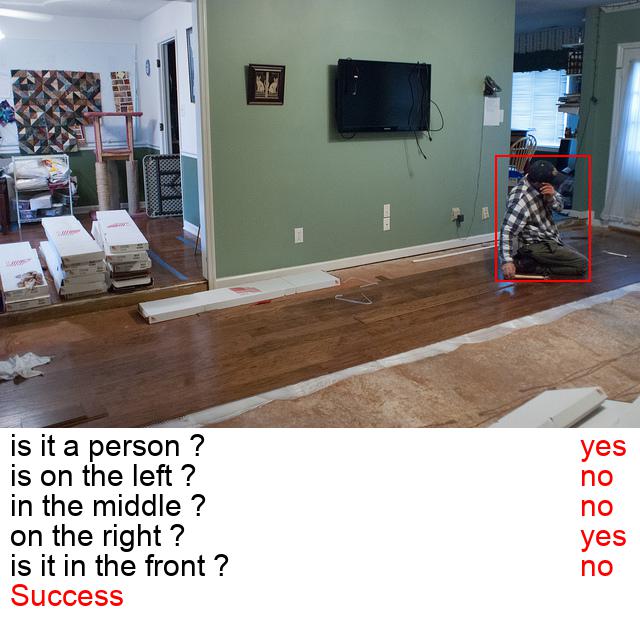 is it a person ? yes
is on the left ? no
in the middle ? no
on the right ? yes
is it in the front ? no
Success